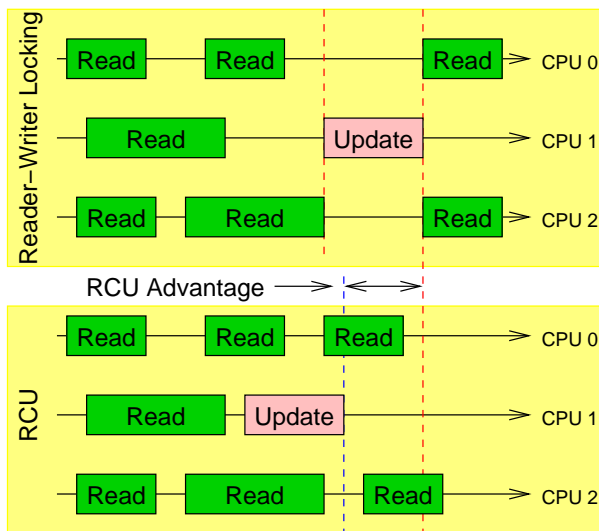 Reader–Writer Locking
Read Read Read CPU 0
Read Update CPU 1
Read Read Read CPU 2
RCU Advantage
RCU
Read Read Read CPU 0
Read Update CPU 1
Read Read Read CPU 2